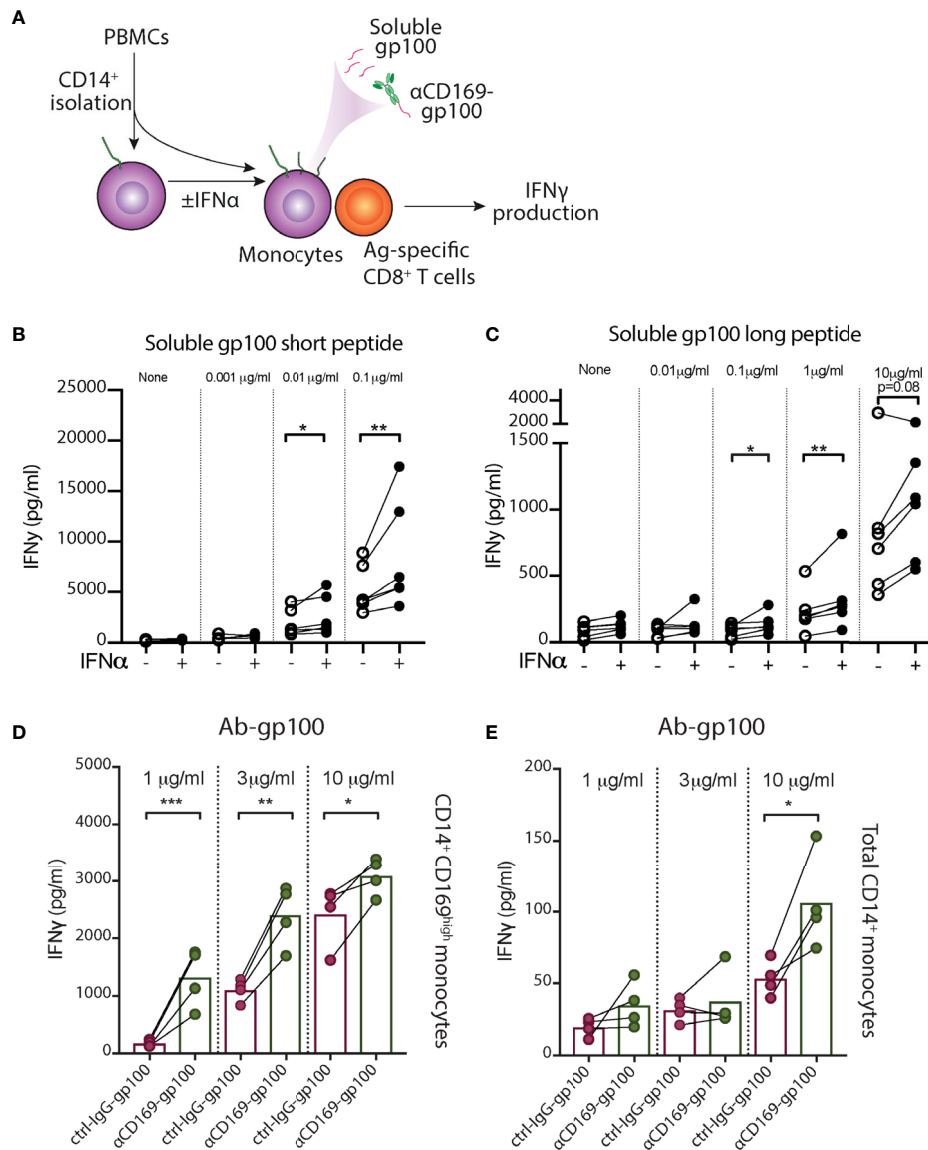 A
PBMCs
CD14⁺
isolation
Soluble
gp100
αCD169-
gp100
±IFNα
IFNγ
production
Monocytes
Ag-specific
CD8⁺ T cells
B
Soluble gp100 short peptide
None
0.001 μg/ml
0.01 μg/ml
0.1μg/ml
*
**
IFNy (pg/ml)
25000
20000
15000
10000
5000
0
IFNα
- + - + - + - +
C
Soluble gp100 long peptide
None
0.01μg/ml
0.1μg/ml
1μg/ml
10μg/ml
p=0.08
*
**
IFNy (pg/ml)
4000
2000
1500
1000
500
0
IFNα
- + - + - + - + - +
D
Ab-gp100
1 μg/ml
3μg/ml
10 μg/ml
***
**
*
IFNγ (pg/ml)
5000
4000
3000
2000
1000
0
ctrl-IgG-gp100
αCD169-gp100
ctrl-IgG-gp100
αCD169-gp100
ctrl-IgG-gp100
αCD169-gp100
CD14⁺ CD169ʰⁱᵍʰ monocytes
E
Ab-gp100
1 μg/ml
3 μg/ml
10 μg/ml
*
IFNγ (pg/ml)
200
150
100
50
0
ctrl-IgG-gp100
αCD169-gp100
ctrl-IgG-gp100
αCD169-gp100
ctrl-IgG-gp100
αCD169-gp100
Total CD14⁺ monocytes